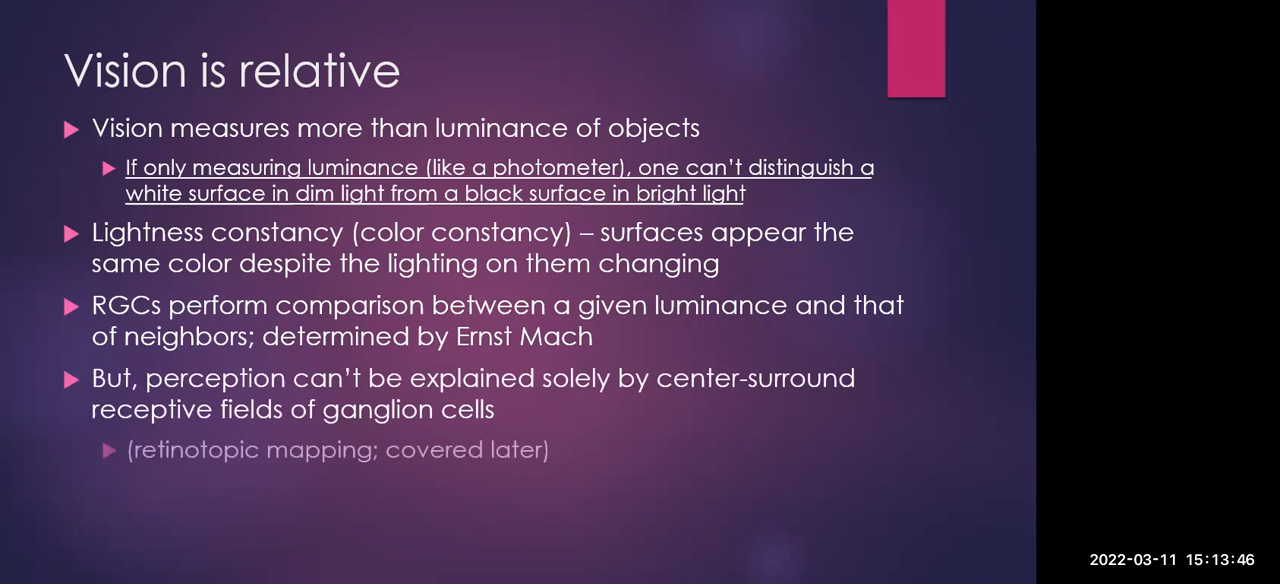 Vision is relative
Vision measures more than luminance of objects
If only measuring luminance (like a photometer), one can't distinguish a
white surface in dim light from a black surface in bright light
Lightness constancy (color constancy) – surfaces appear the
same color despite the lighting on them changing
RGCs perform comparison between a given luminance and that
of neighbors; determined by Ernst Mach
But, perception can't be explained solely by center-surround
receptive fields of ganglion cells
(retinotopic mapping; covered later)
2022-03-11 15:13:46